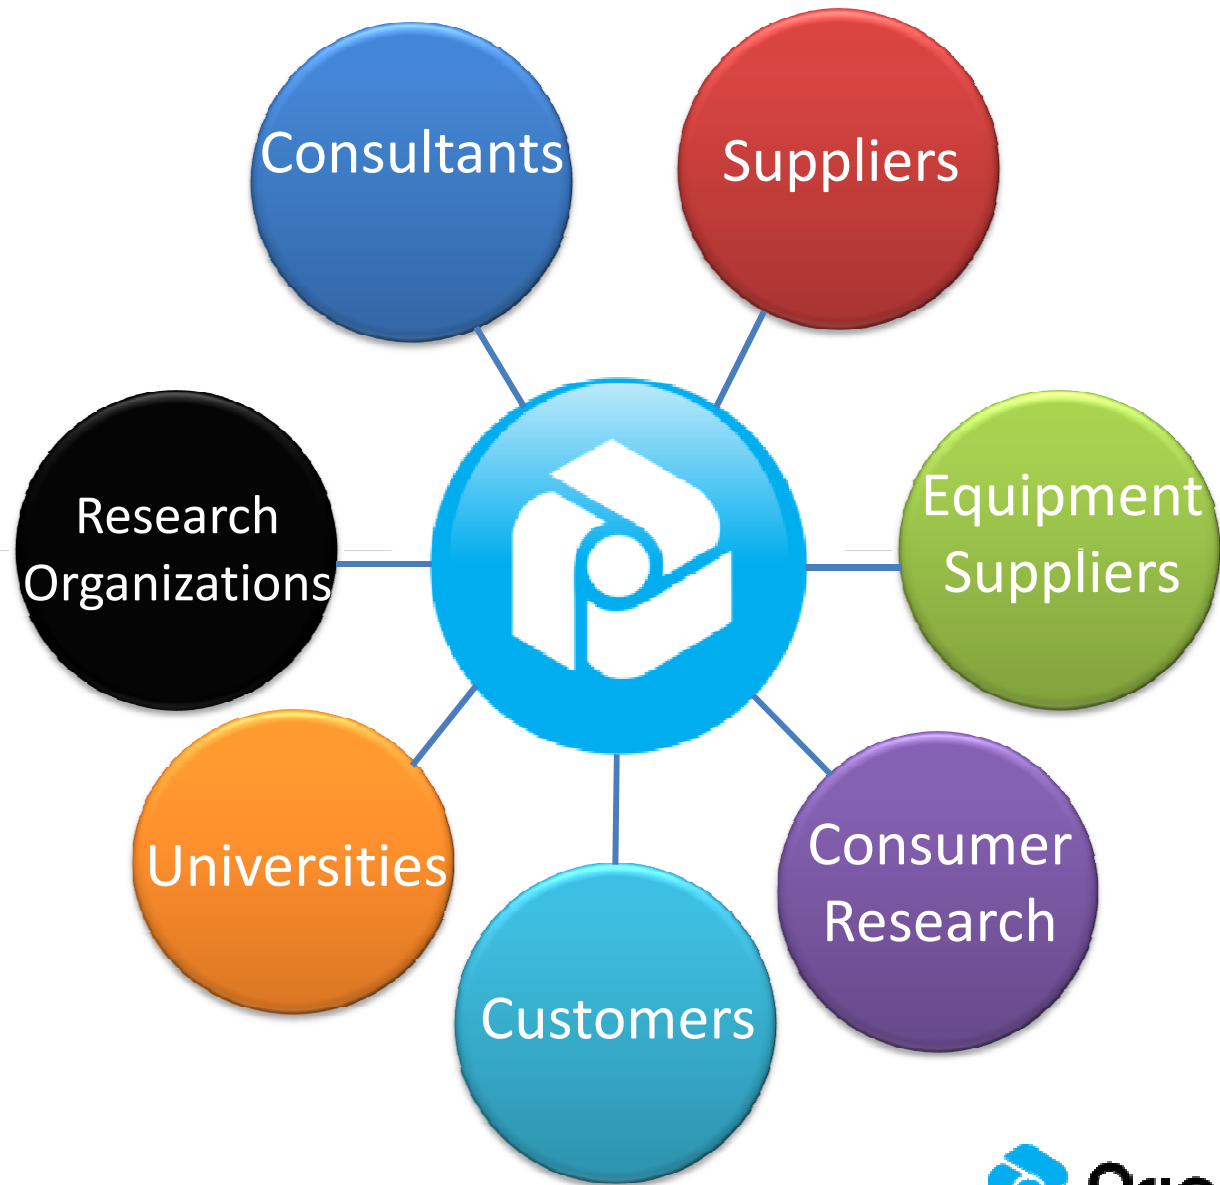 Consultants
Suppliers
Research
Organizations
Equipment
Suppliers
Universities
Consumer
Research
Customers